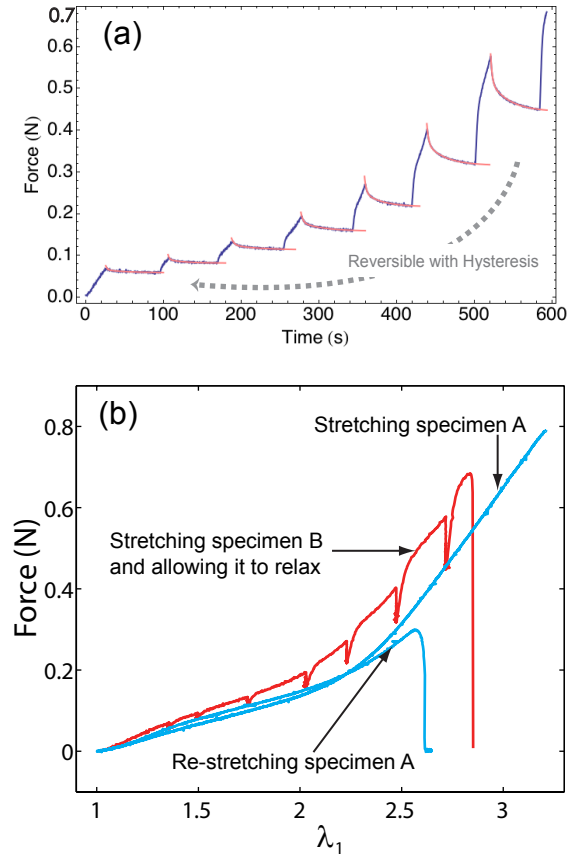 (a)
0.7
0.6
0.5
0.4
0.3
0.2
0.1
0.0
Force (N)
Reversible with Hysteresis
0 100 200 300 400 500 600
Time (s)
(b)
Stretching specimen A
0.8
0.6
0.4
0.2
0
Force (N)
Stretching specimen B
and allowing it to relax
Re-stretching specimen A
1 1.5 2 2.5 3
λ1